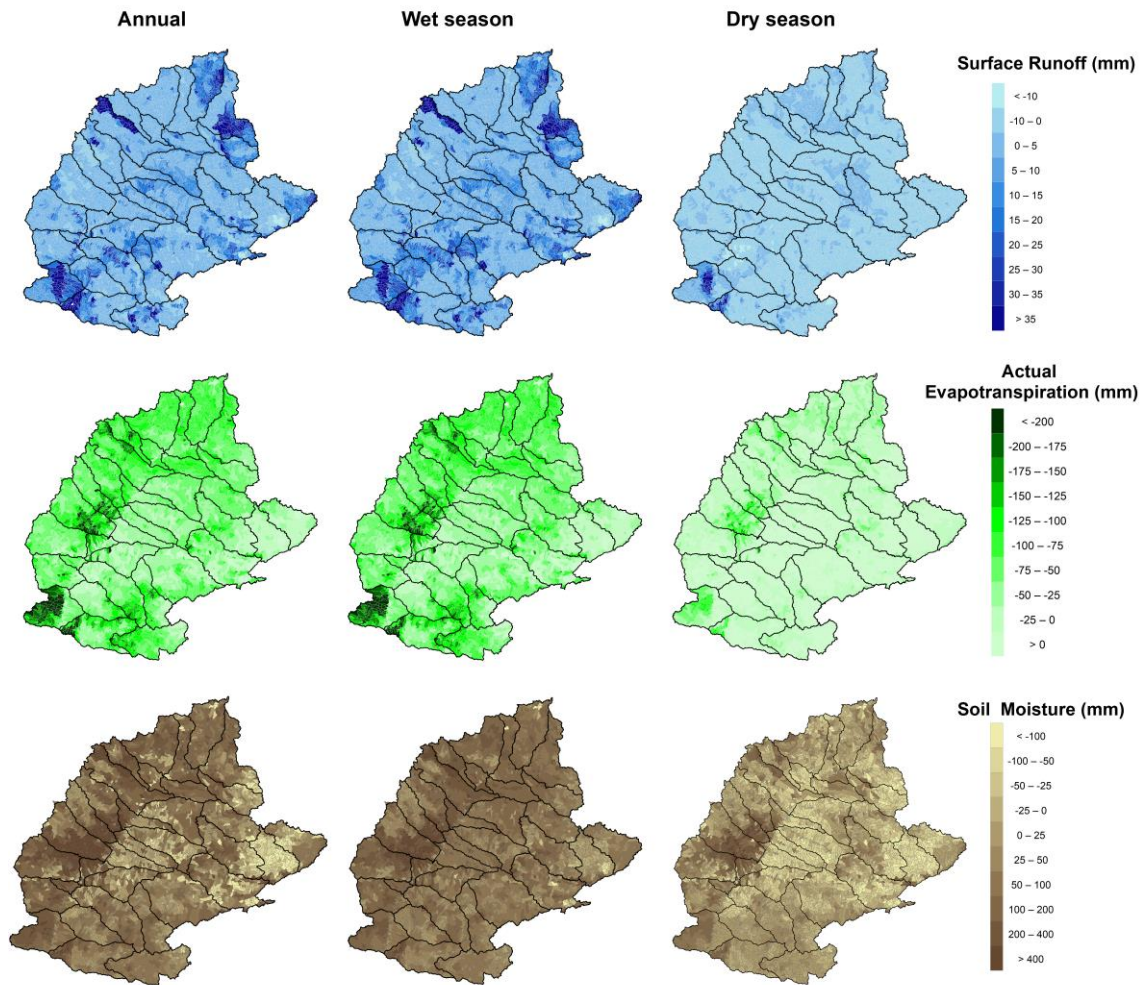 Annual
Wet season
Dry season
Surface Runoff (mm)
< -10
-10 – 0
0 – 5
5 – 10
10 – 15
15 – 20
20 – 25
25 – 30
30 – 35
> 35
Actual
Evapotranspiration (mm)
< -200
-200 – -175
-175 – -150
-150 – -125
-125 – -100
-100 – -75
-75 – -50
-50 – -25
-25 – 0
> 0
Soil Moisture (mm)
< -100
-100 – -50
-50 – -25
-25 – 0
0 – 25
25 – 50
50 – 100
100 – 200
200 – 400
> 400